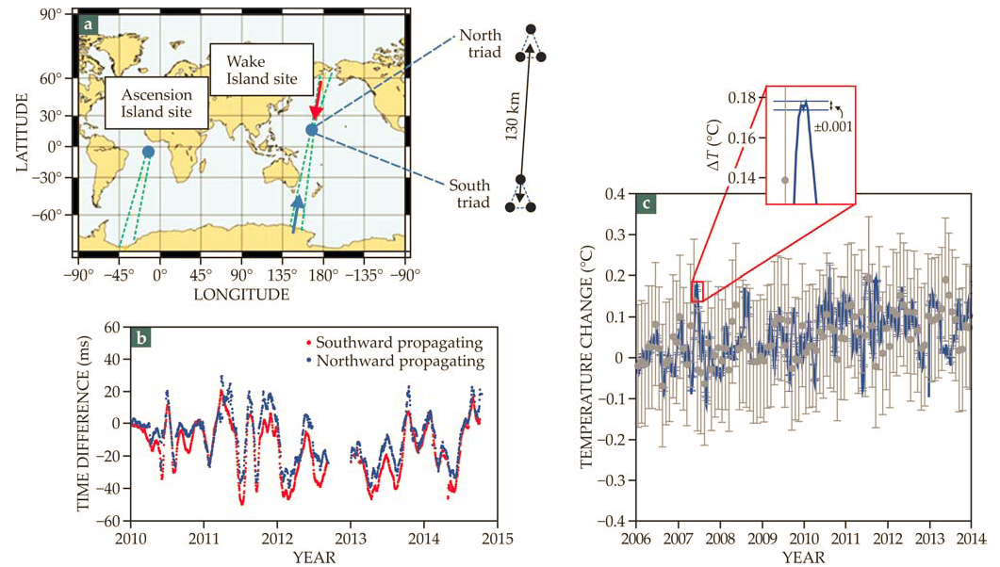 a
90°
60°
30°
0°
−30°
−60°
LATITUDE
Wake
Island site
Ascension
Island site
−90°
−45°
0°
45°
90°
135°
180°
−135°
−90°
LONGITUDE
North
triad
South
triad
130 km
b
60
40
20
0
−20
−40
−60
TIME DIFFERENCE (ms)
Southward propagating
Northward propagating
2010
2011
2012
2013
2014
2015
YEAR
0.18
0.16
0.14
ΔT (°C)
±0.001
c
0.4
0.3
0.2
0.1
0
−0.1
−0.2
−0.3
−0.4
TEMPERATURE CHANGE (°C)
2006
2007
2008
2009
2010
2011
2012
2013
2014
YEAR